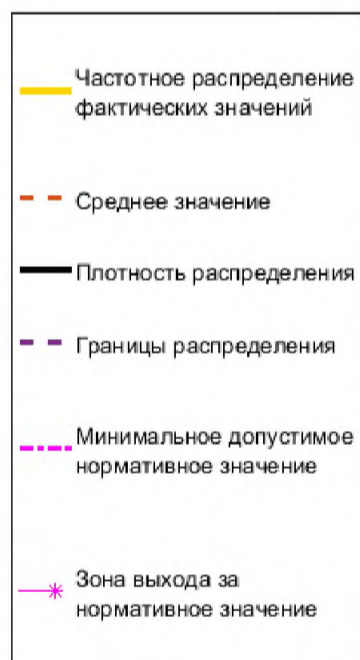 Частотное распределение
фактических значений
Среднее значение
Плотность распределения
Границы распределения
Минимальное допустимое
нормативное значение
Зона выхода за
нормативное значение